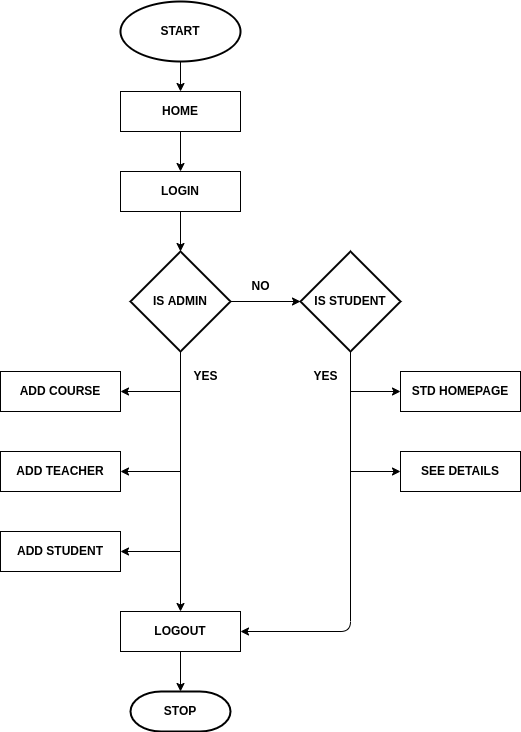 START
HOME
LOGIN
NO
IS ADMIN
IS STUDENT
YES
YES
ADD COURSE
STD HOMEPAGE
ADD TEACHER
SEE DETAILS
ADD STUDENT
LOGOUT
STOP